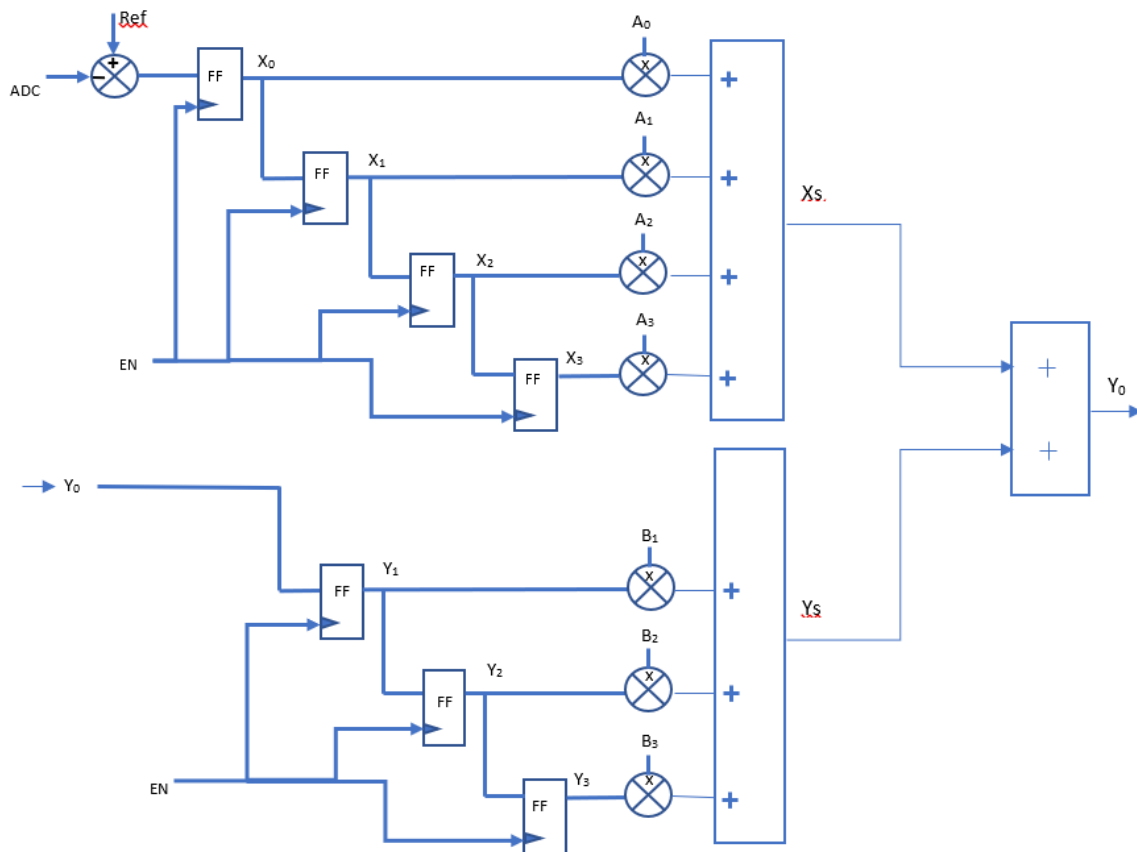 Ref
+
−
ADC
FF
X₀
A₀
x
+
FF
X₁
A₁
x
+
Xs
FF
X₂
A₂
x
+
EN
FF
X₃
A₃
x
+
+
Y₀
+
Y₀
FF
Y₁
B₁
x
+
Ys
FF
Y₂
B₂
x
+
EN
FF
Y₃
B₃
x
+